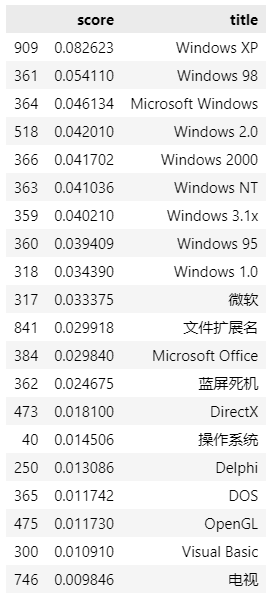 score title
909 0.082623 Windows XP
361 0.054110 Windows 98
364 0.046134 Microsoft Windows
518 0.042010 Windows 2.0
366 0.041702 Windows 2000
363 0.041036 Windows NT
359 0.040210 Windows 3.1x
360 0.039409 Windows 95
318 0.034390 Windows 1.0
317 0.033375 微软
841 0.029918 文件扩展名
384 0.029840 Microsoft Office
362 0.024675 蓝屏死机
473 0.018100 DirectX
40 0.014506 操作系统
250 0.013086 Delphi
365 0.011742 DOS
475 0.011730 OpenGL
300 0.010910 Visual Basic
746 0.009846 电视